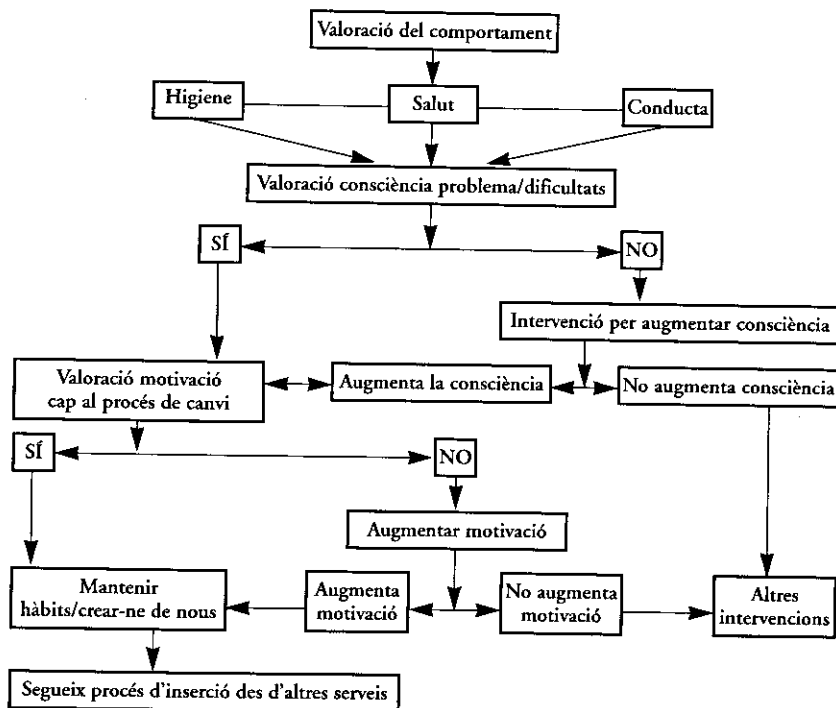 Valoració del comportament
Higiene
Salut
Conducta
Valoració consciència problema/dificultats
SÍ
NO
Intervenció per augmentar consciència
Valoració motivació
cap al procés de canvi
Augmenta la consciència
No augmenta consciència
SÍ
NO
Augmentar motivació
Mantenir
hàbits/crear-ne de nous
Augmenta
motivació
No augmenta
motivació
Altres
intervencions
Segueix procés d'inserció des d'altres serveis